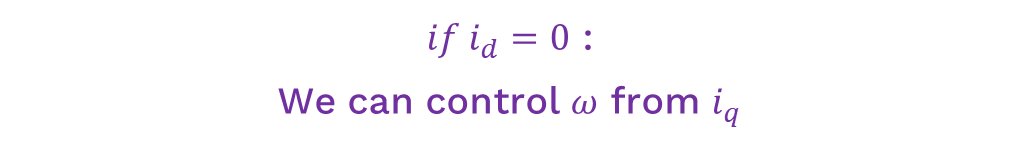 if i_d = 0 :
We can control ω from i_q